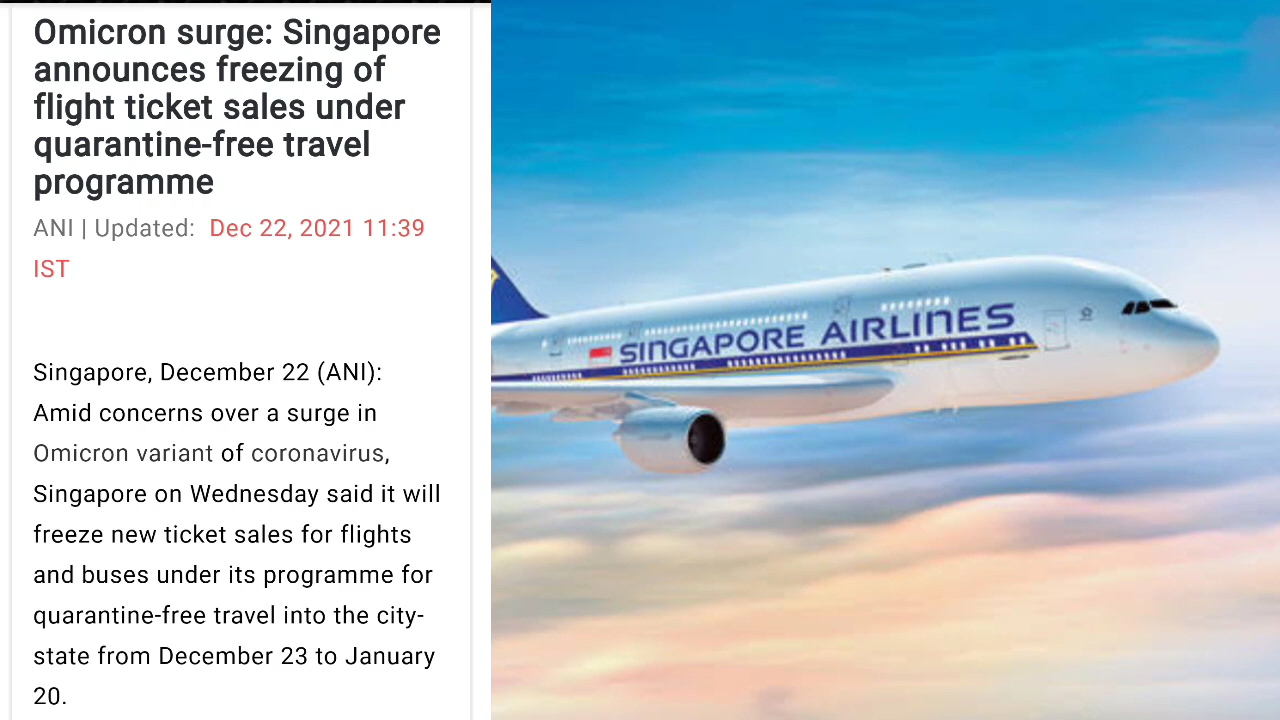 Omicron surge: Singapore
announces freezing of
flight ticket sales under
quarantine-free travel
programme
ANI | Updated: Dec 22, 2021 11:39
IST
Singapore, December 22 (ANI):
Amid concerns over a surge in
Omicron variant of coronavirus,
Singapore on Wednesday said it will
freeze new ticket sales for flights
and buses under its programme for
quarantine-free travel into the city-
state from December 23 to January
20.
SINGAPORE AIRLINES